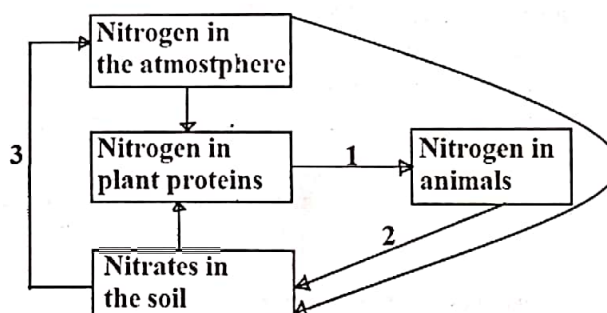 Nitrogen in
the atmostphere
3
Nitrogen in
plant proteins
1
Nitrogen in
animals
2
Nitrates in
the soil